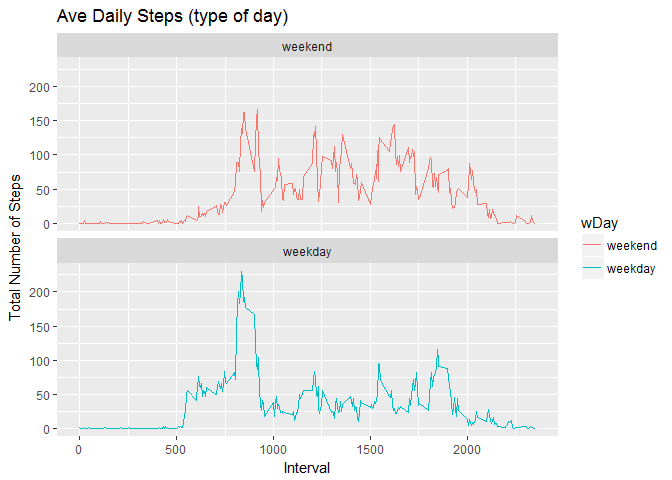 Ave Daily Steps (type of day)
weekend
200
150
100
50
0
weekday
200
150
100
50
0
Total Number of Steps
0 500 1000 1500 2000
Interval
wDay
weekend
weekday